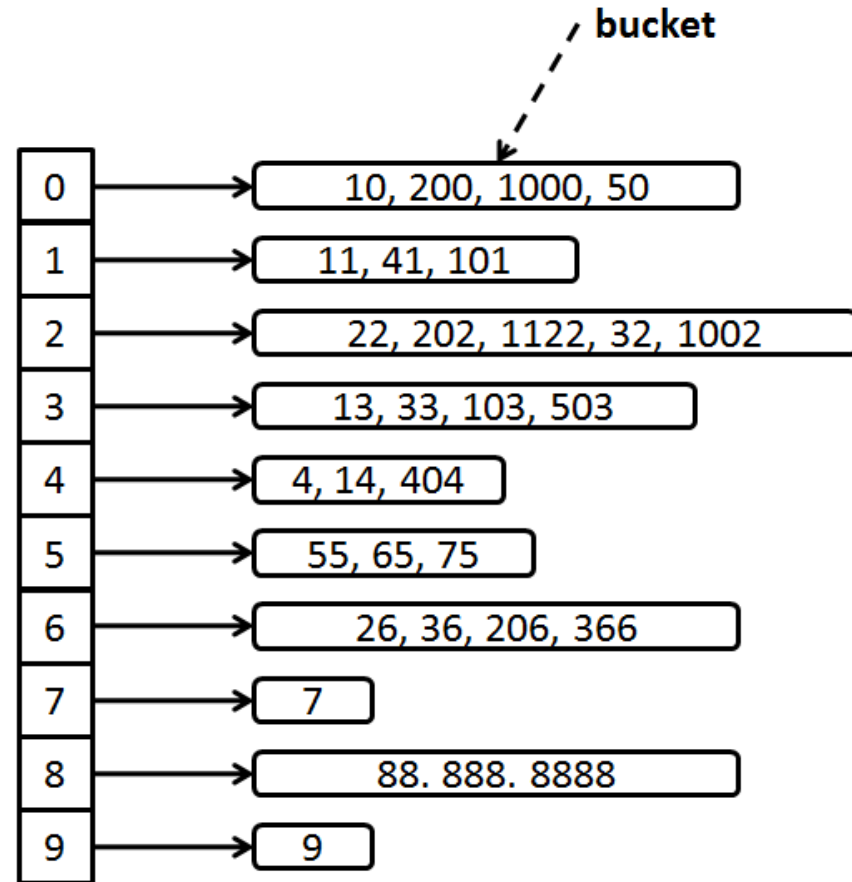 bucket
0 10, 200, 1000, 50
1 11, 41, 101
2 22, 202, 1122, 32, 1002
3 13, 33, 103, 503
4 4, 14, 404
5 55, 65, 75
6 26, 36, 206, 366
7 7
8 88. 888. 8888
9 9